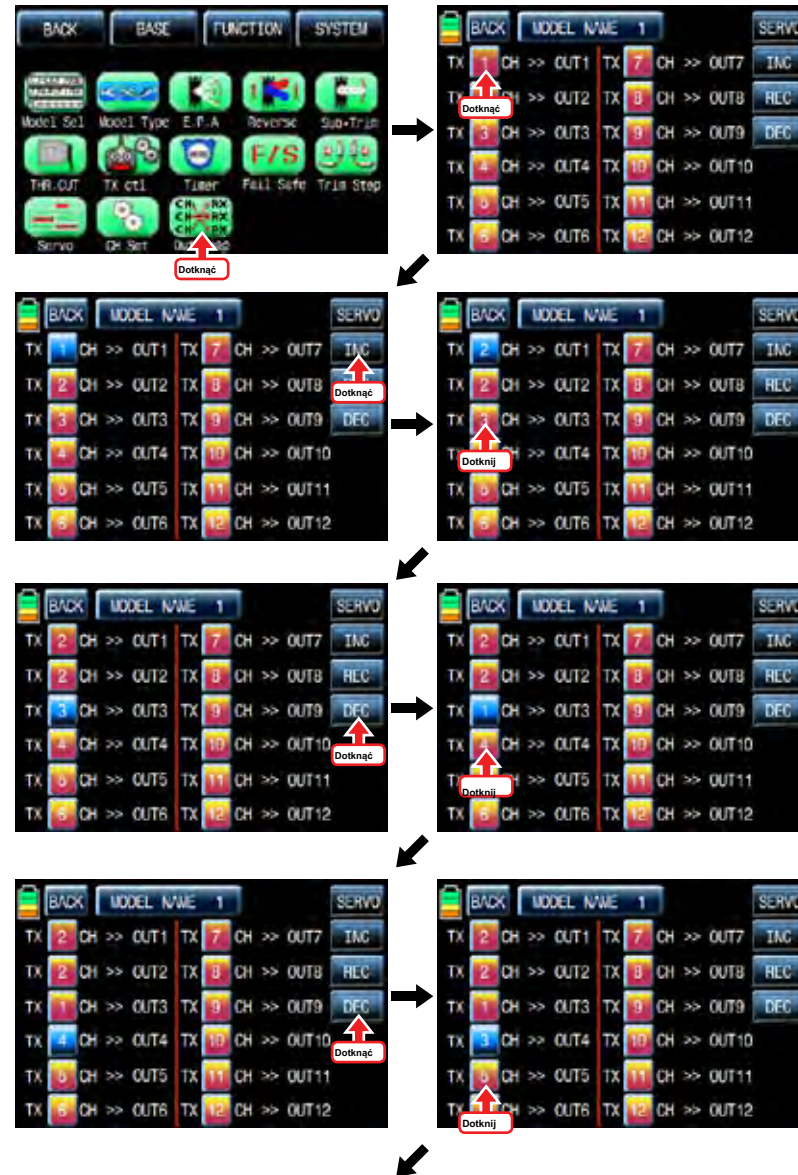 BACK BASE FUNCTION SYSTEM
Model Sel Model Type E.P.A Reverse Sub-Trim
F/S
THR.CUT TX ctl Timer Fail Safe Trim Step
CH RX
CH RX
CH RX
Servo CH Set
Dotknąć
BACK MODEL NAME 1 SERVO
TX 1 CH >> OUT1 TX 7 CH >> OUT7 INC
Dotknąć
CH >> OUT2 TX 8 CH >> OUT8 REC
TX 3 CH >> OUT3 TX 9 CH >> OUT9 DEC
TX 4 CH >> OUT4 TX 10 CH >> OUT10
TX 5 CH >> OUT5 TX 11 CH >> OUT11
TX 6 CH >> OUT6 TX 12 CH >> OUT12
BACK MODEL NAME 1 SERVO
TX 1 CH >> OUT1 TX 7 CH >> OUT7 INC
TX 2 CH >> OUT2 TX 8 CH >> OUT8
Dotknąć
TX 3 CH >> OUT3 TX 9 CH >> OUT9 DEC
TX 4 CH >> OUT4 TX 10 CH >> OUT10
TX 5 CH >> OUT5 TX 11 CH >> OUT11
TX 6 CH >> OUT6 TX 12 CH >> OUT12
BACK MODEL NAME 1 SERVO
TX 2 CH >> OUT1 TX 7 CH >> OUT7 INC
TX 2 CH >> OUT2 TX 8 CH >> OUT8 REC
TX 3 CH >> OUT3 TX 9 CH >> OUT9 DEC
CH >> OUT4 TX 10 CH >> OUT10
Dotknij
TX 5 CH >> OUT5 TX 11 CH >> OUT11
TX 6 CH >> OUT6 TX 12 CH >> OUT12
BACK MODEL NAME 1 SERVO
TX 2 CH >> OUT1 TX 7 CH >> OUT7 INC
TX 2 CH >> OUT2 TX 8 CH >> OUT8 REC
TX 3 CH >> OUT3 TX 9 CH >> OUT9 DEC
TX 4 CH >> OUT4 TX 10 CH >> OUT10
Dotknąć
TX 5 CH >> OUT5 TX 11 CH >> OUT11
TX 6 CH >> OUT6 TX 12 CH >> OUT12
BACK MODEL NAME 1 SERVO
TX 2 CH >> OUT1 TX 7 CH >> OUT7 INC
TX 2 CH >> OUT2 TX 8 CH >> OUT8 REC
TX 1 CH >> OUT3 TX 9 CH >> OUT9 DEC
TX 4 CH >> OUT4 TX 10 CH >> OUT10
CH >> OUT5 TX 11 CH >> OUT11
Dotknij
TX 6 CH >> OUT6 TX 12 CH >> OUT12
BACK MODEL NAME 1 SERVO
TX 2 CH >> OUT1 TX 7 CH >> OUT7 INC
TX 2 CH >> OUT2 TX 8 CH >> OUT8 REC
TX 1 CH >> OUT3 TX 9 CH >> OUT9 DEC
TX 4 CH >> OUT4 TX 10 CH >> OUT10
Dotknąć
TX 5 CH >> OUT5 TX 11 CH >> OUT11
TX 6 CH >> OUT6 TX 12 CH >> OUT12
BACK MODEL NAME 1 SERVO
TX 2 CH >> OUT1 TX 7 CH >> OUT7 INC
TX 2 CH >> OUT2 TX 8 CH >> OUT8 REC
TX 1 CH >> OUT3 TX 9 CH >> OUT9 DEC
TX 3 CH >> OUT4 TX 10 CH >> OUT10
TX 5 CH >> OUT5 TX 11 CH >> OUT11
TX CH >> OUT6 TX 12 CH >> OUT12
Dotknij